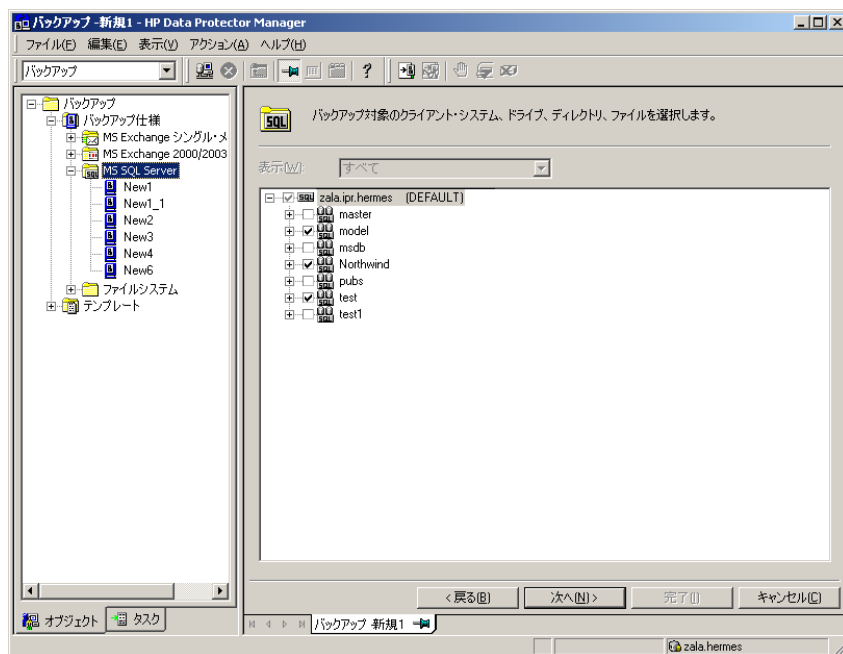 バックアップ -新規1 - HP Data Protector Manager
ファイル(F) 編集(E) 表示(V) アクション(A) ヘルプ(H)
バックアップ
バックアップ
バックアップ仕様
MS Exchange シングル・メ
MS Exchange 2000/2003
MS SQL Server
New1
New1_1
New2
New3
New4
New6
ファイルシステム
テンプレート
オブジェクト タスク
SQL バックアップ対象のクライアント・システム、ドライブ、ディレクトリ、ファイルを選択します。
表示(W): すべて
zala.ipr.hermes (DEFAULT)
master
model
msdb
Northwind
pubs
test
test1
<戻る(B) 次へ(N)> 完了(I) キャンセル(C)
バックアップ -新規1
zala.hermes